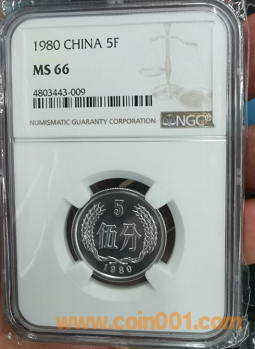 1980 CHINA 5F
MS 66
4803443-009
NUMISMATIC GUARANTY CORPORATION
NGC
5
伍分
1980
www.coin001.com